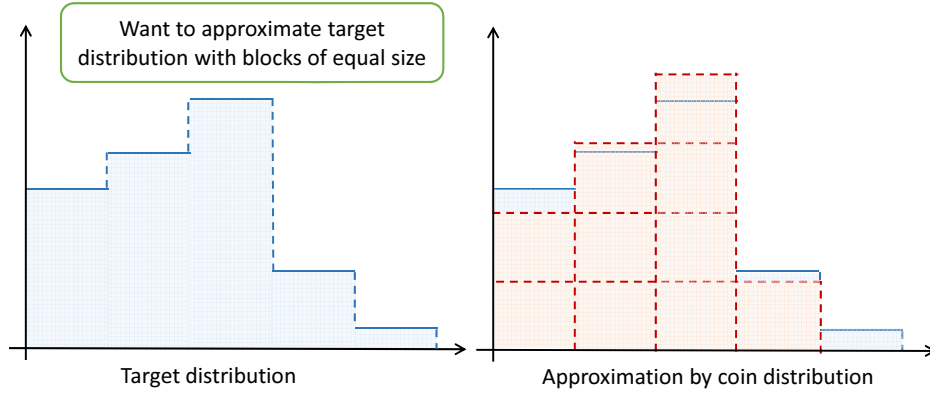 Want to approximate target
distribution with blocks of equal size
Target distribution
Approximation by coin distribution